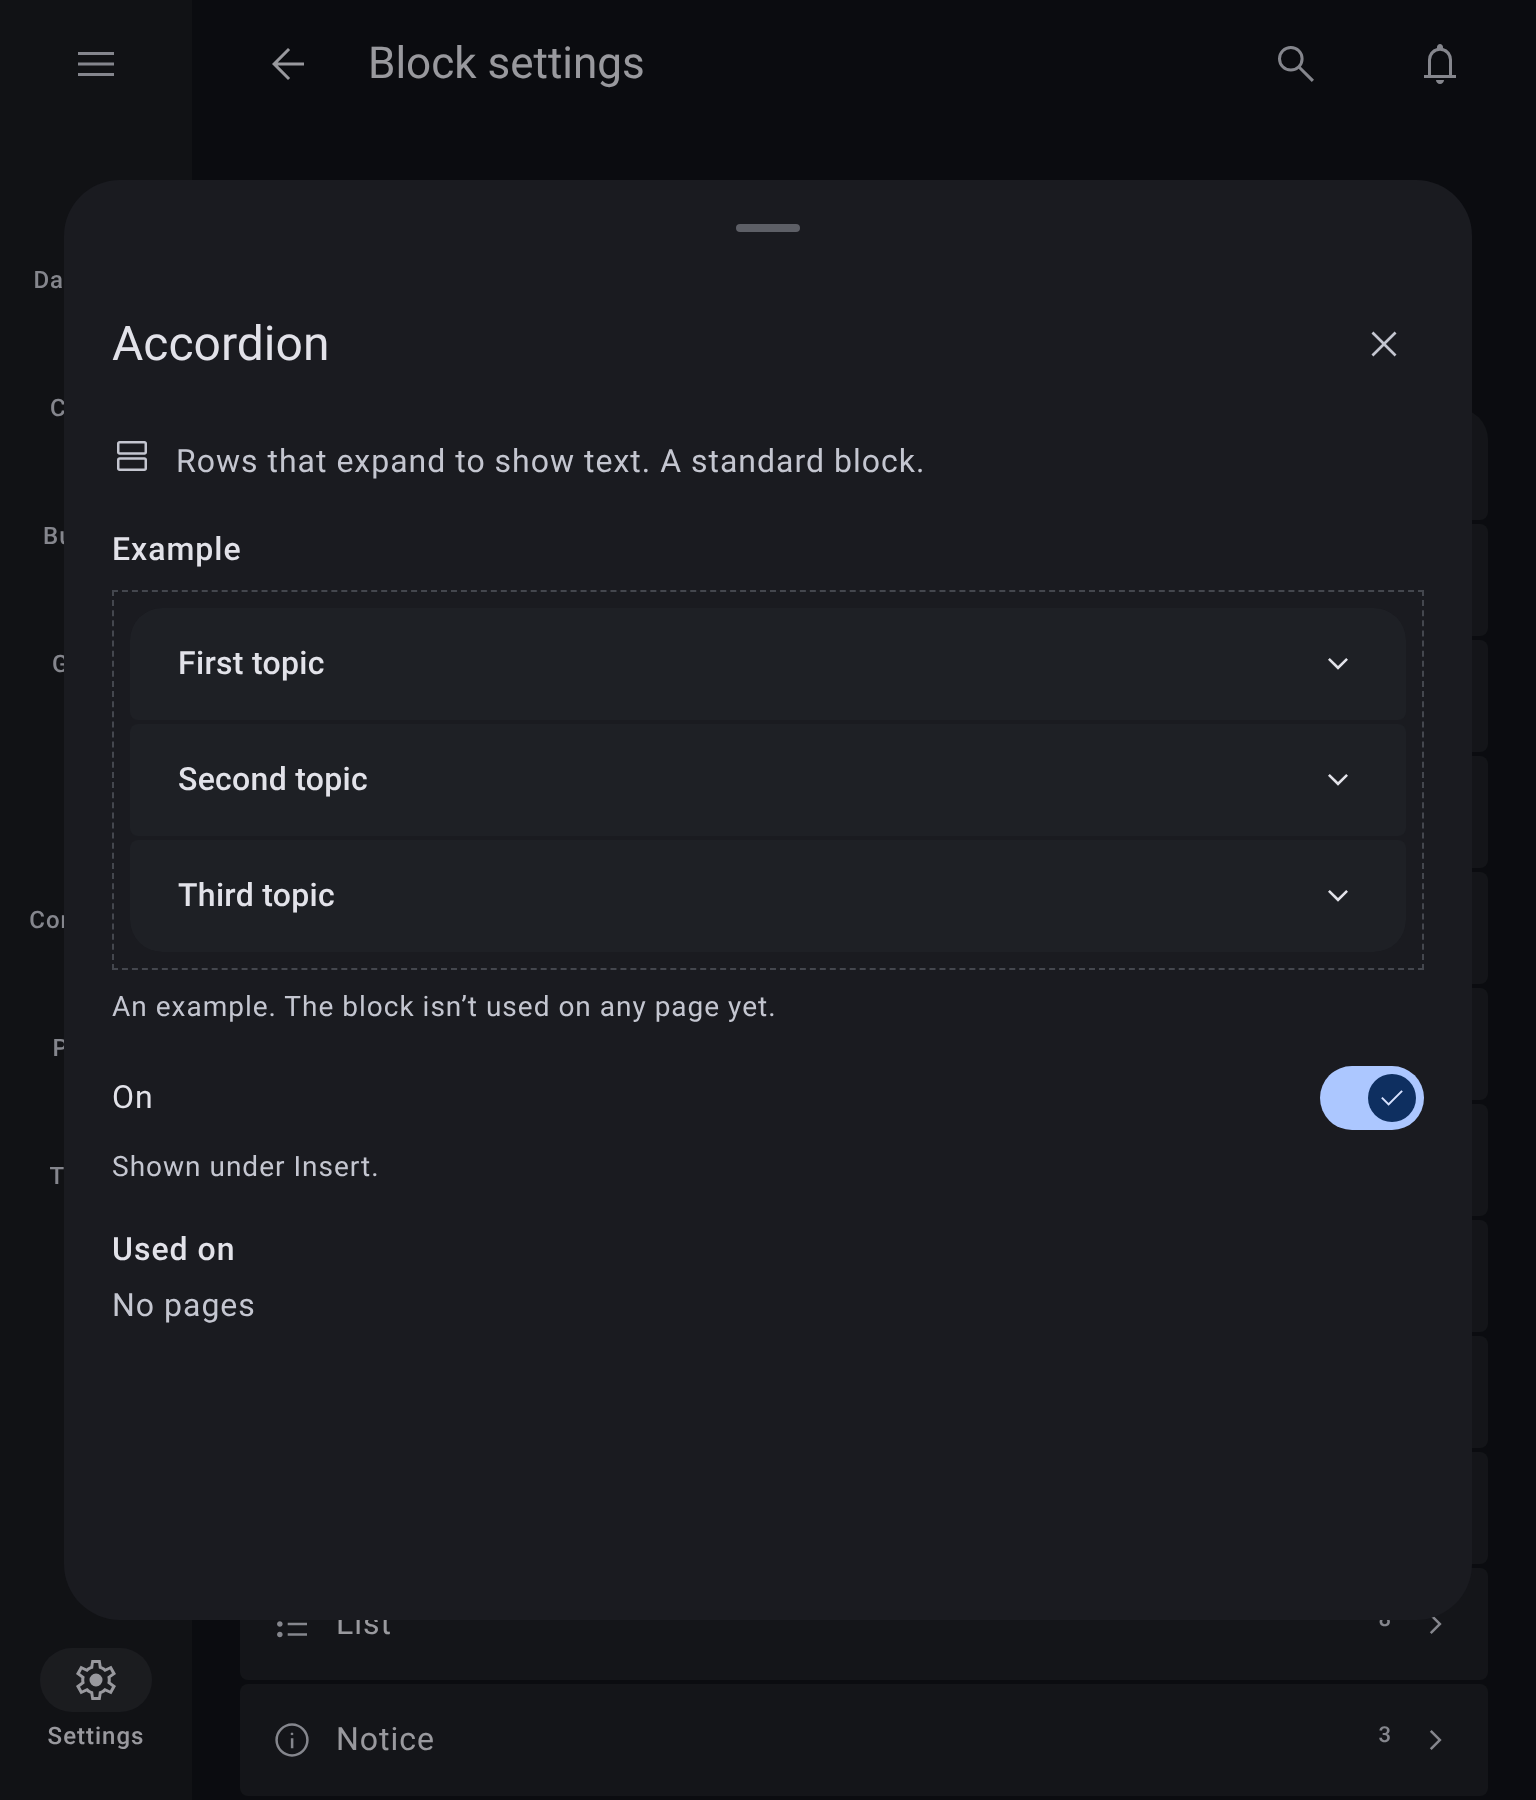 Block settings
Accordion
Rows that expand to show text. A standard block.
Example
First topic
Second topic
Third topic
An example. The block isn’t used on any page yet.
On
Shown under Insert.
Used on
No pages
List
Settings
Notice
3